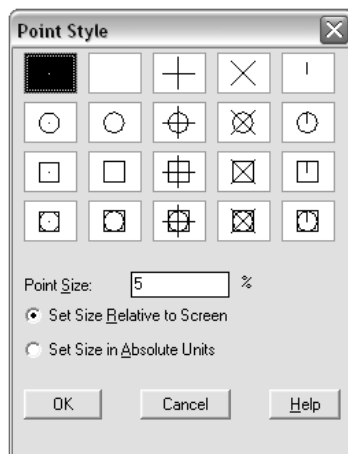 Point Style
Point Size: 5 %
Set Size Relative to Screen
Set Size in Absolute Units
OK Cancel Help